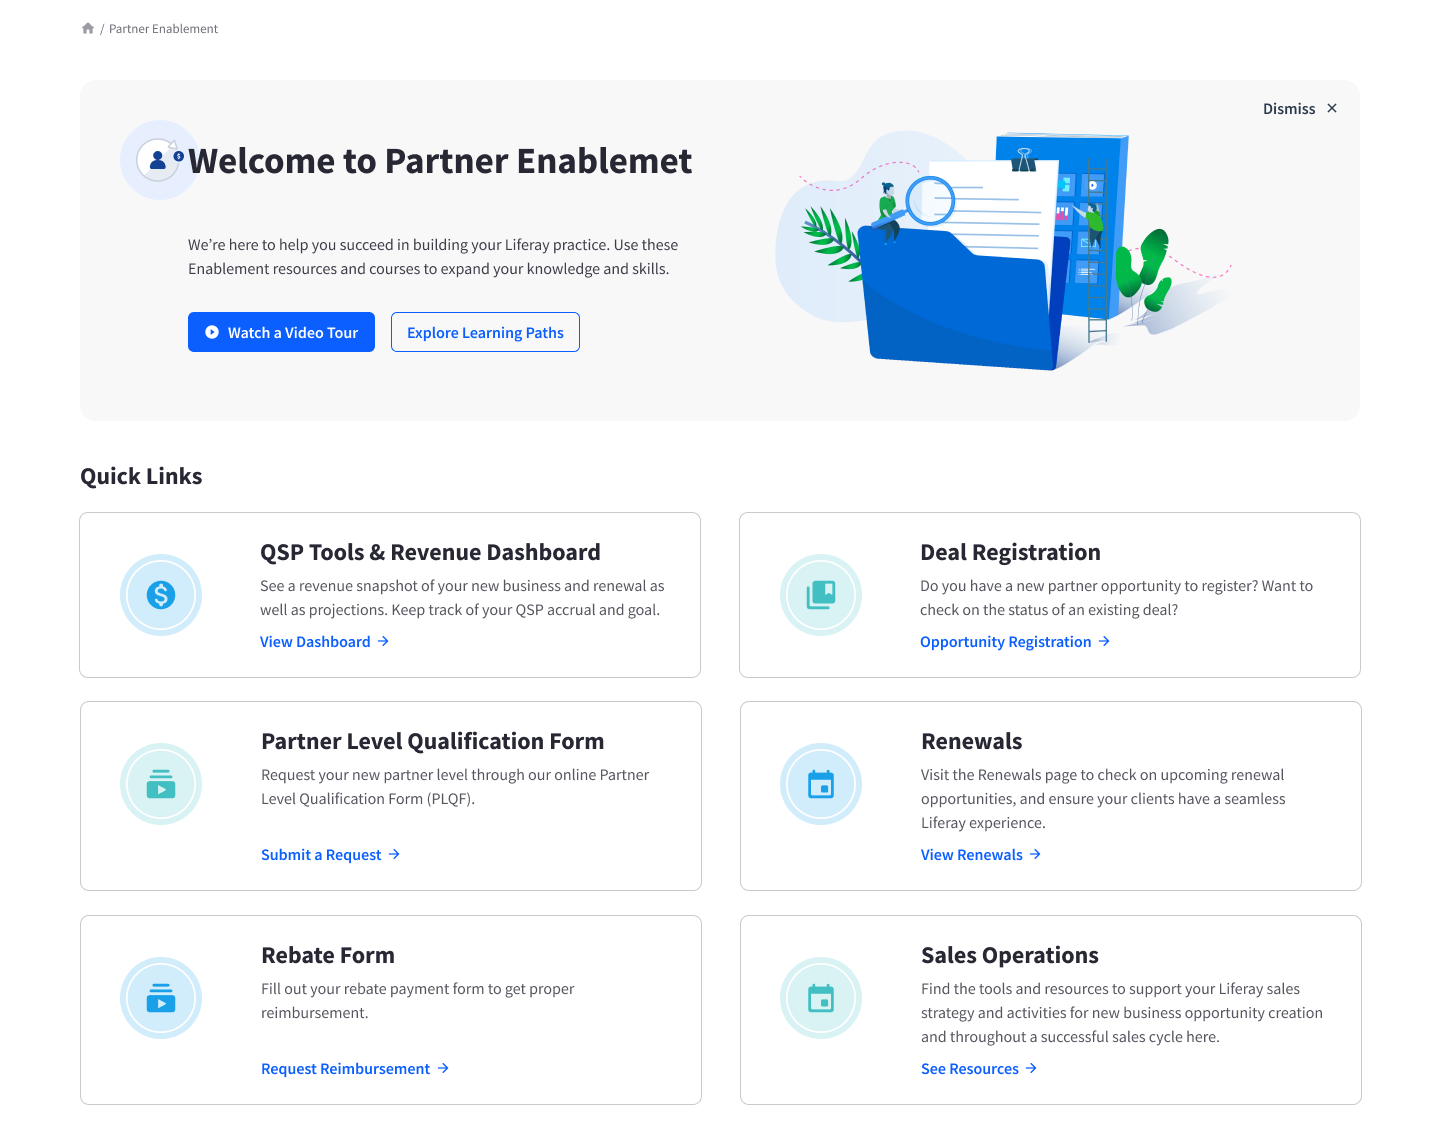 / Partner Enablement
Dismiss ✕
Welcome to Partner Enablemet
We're here to help you succeed in building your Liferay practice. Use these
Enablement resources and courses to expand your knowledge and skills.
Watch a Video Tour
Explore Learning Paths
Quick Links
QSP Tools & Revenue Dashboard
See a revenue snapshot of your new business and renewal as
well as projections. Keep track of your QSP accrual and goal.
View Dashboard →
Deal Registration
Do you have a new partner opportunity to register? Want to
check on the status of an existing deal?
Opportunity Registration →
Partner Level Qualification Form
Request your new partner level through our online Partner
Level Qualification Form (PLQF).
Submit a Request →
Renewals
Visit the Renewals page to check on upcoming renewal
opportunities, and ensure your clients have a seamless
Liferay experience.
View Renewals →
Rebate Form
Fill out your rebate payment form to get proper
reimbursement.
Request Reimbursement →
Sales Operations
Find the tools and resources to support your Liferay sales
strategy and activities for new business opportunity creation
and throughout a successful sales cycle here.
See Resources →